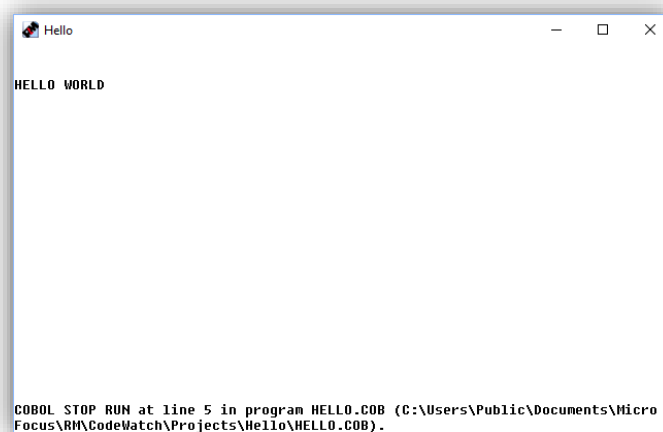 Hello
HELLO WORLD
COBOL STOP RUN at line 5 in program HELLO.COB (C:\Users\Public\Documents\Micro
Focus\RM\CodeWatch\Projects\Hello\HELLO.COB).